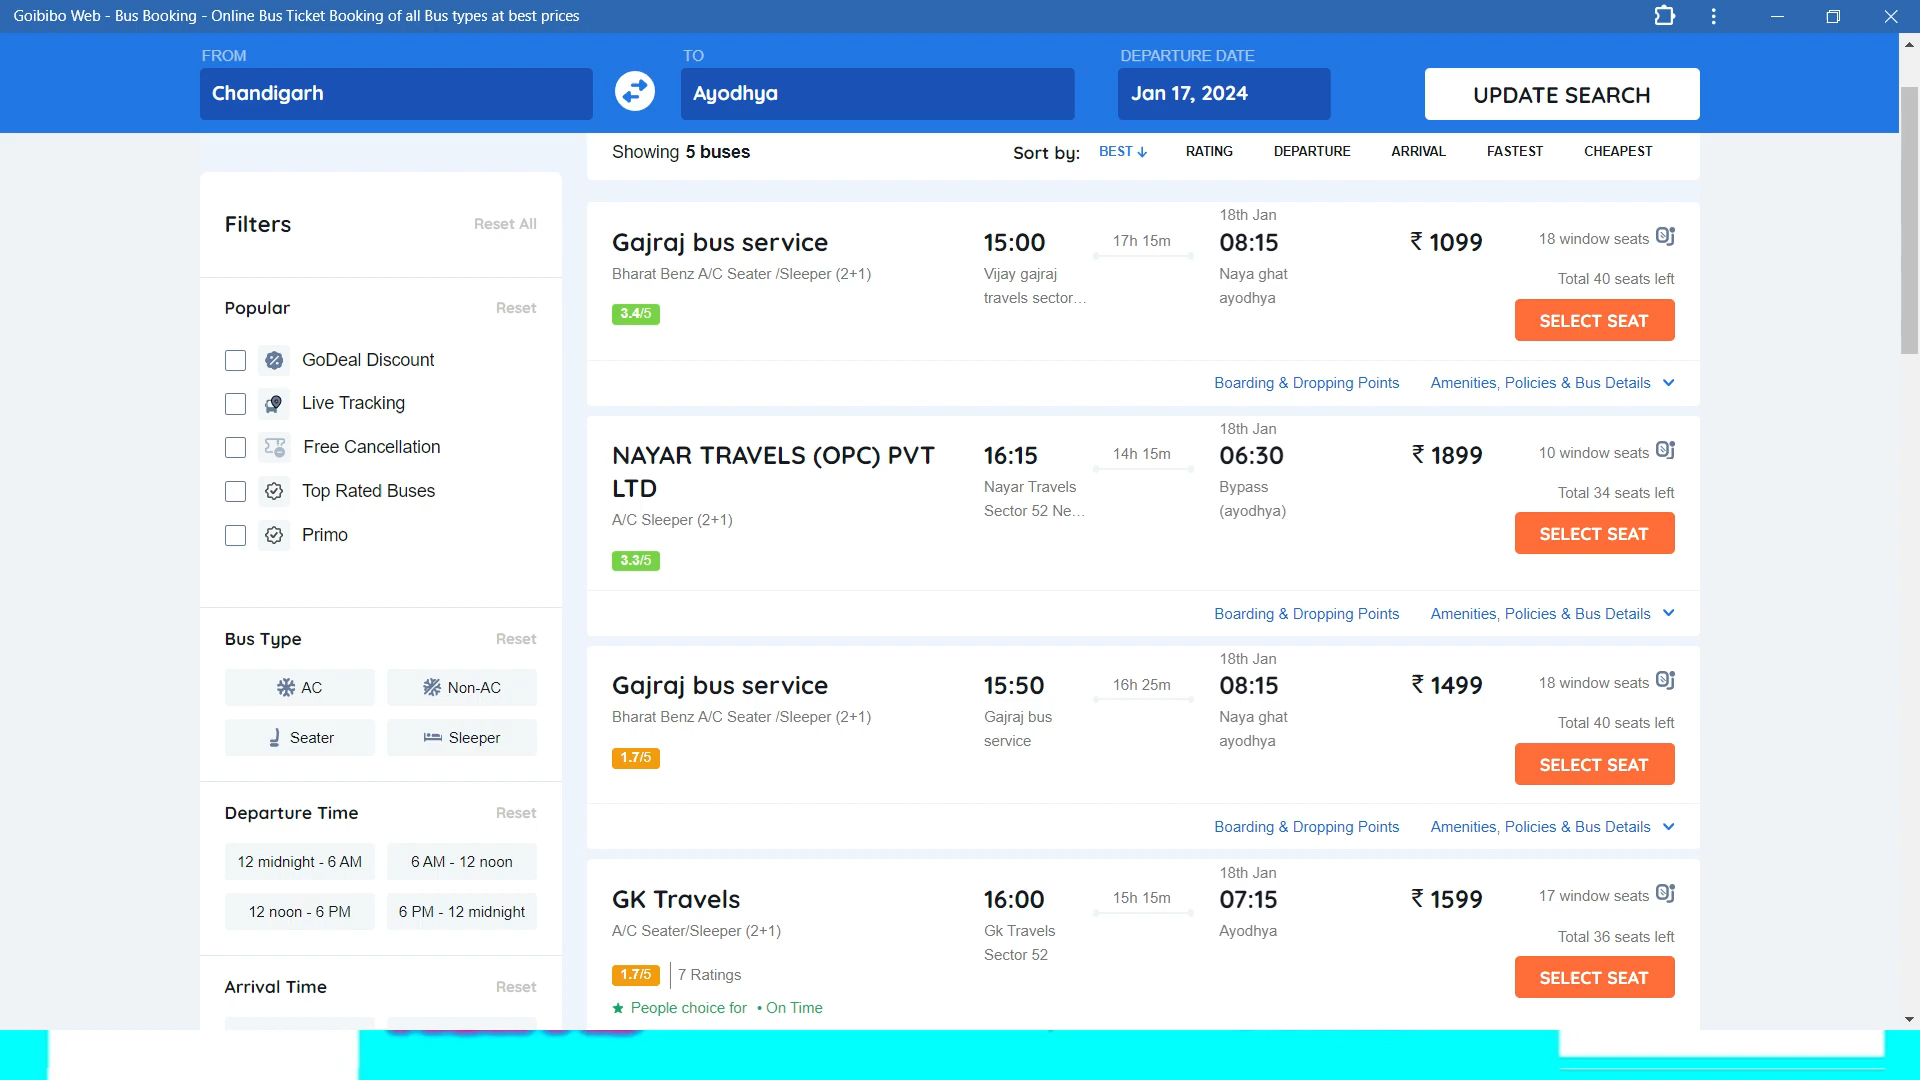 Goibibo Web - Bus Booking - Online Bus Ticket Booking of all Bus types at best prices
FROM
Chandigarh
TO
Ayodhya
DEPARTURE DATE
Jan 17, 2024
UPDATE SEARCH
Showing 5 buses
Sort by:
BEST
RATING
DEPARTURE
ARRIVAL
FASTEST
CHEAPEST
Filters
Reset All
Popular
Reset
GoDeal Discount
Live Tracking
Free Cancellation
Top Rated Buses
Primo
Bus Type
Reset
AC
Non-AC
Seater
Sleeper
Departure Time
Reset
12 midnight - 6 AM
6 AM - 12 noon
12 noon - 6 PM
6 PM - 12 midnight
Arrival Time
Reset
Gajraj bus service
Bharat Benz A/C Seater /Sleeper (2+1)
3.4/5
15:00
Vijay gajraj
travels sector...
17h 15m
18th Jan
08:15
Naya ghat
ayodhya
₹ 1099
18 window seats
Total 40 seats left
SELECT SEAT
Boarding & Dropping Points
Amenities, Policies & Bus Details
NAYAR TRAVELS (OPC) PVT
LTD
A/C Sleeper (2+1)
3.3/5
16:15
Nayar Travels
Sector 52 Ne...
14h 15m
18th Jan
06:30
Bypass
(ayodhya)
₹ 1899
10 window seats
Total 34 seats left
SELECT SEAT
Boarding & Dropping Points
Amenities, Policies & Bus Details
Gajraj bus service
Bharat Benz A/C Seater /Sleeper (2+1)
1.7/5
15:50
Gajraj bus
service
16h 25m
18th Jan
08:15
Naya ghat
ayodhya
₹ 1499
18 window seats
Total 40 seats left
SELECT SEAT
Boarding & Dropping Points
Amenities, Policies & Bus Details
GK Travels
A/C Seater/Sleeper (2+1)
1.7/5
7 Ratings
People choice for • On Time
16:00
Gk Travels
Sector 52
15h 15m
18th Jan
07:15
Ayodhya
₹ 1599
17 window seats
Total 36 seats left
SELECT SEAT